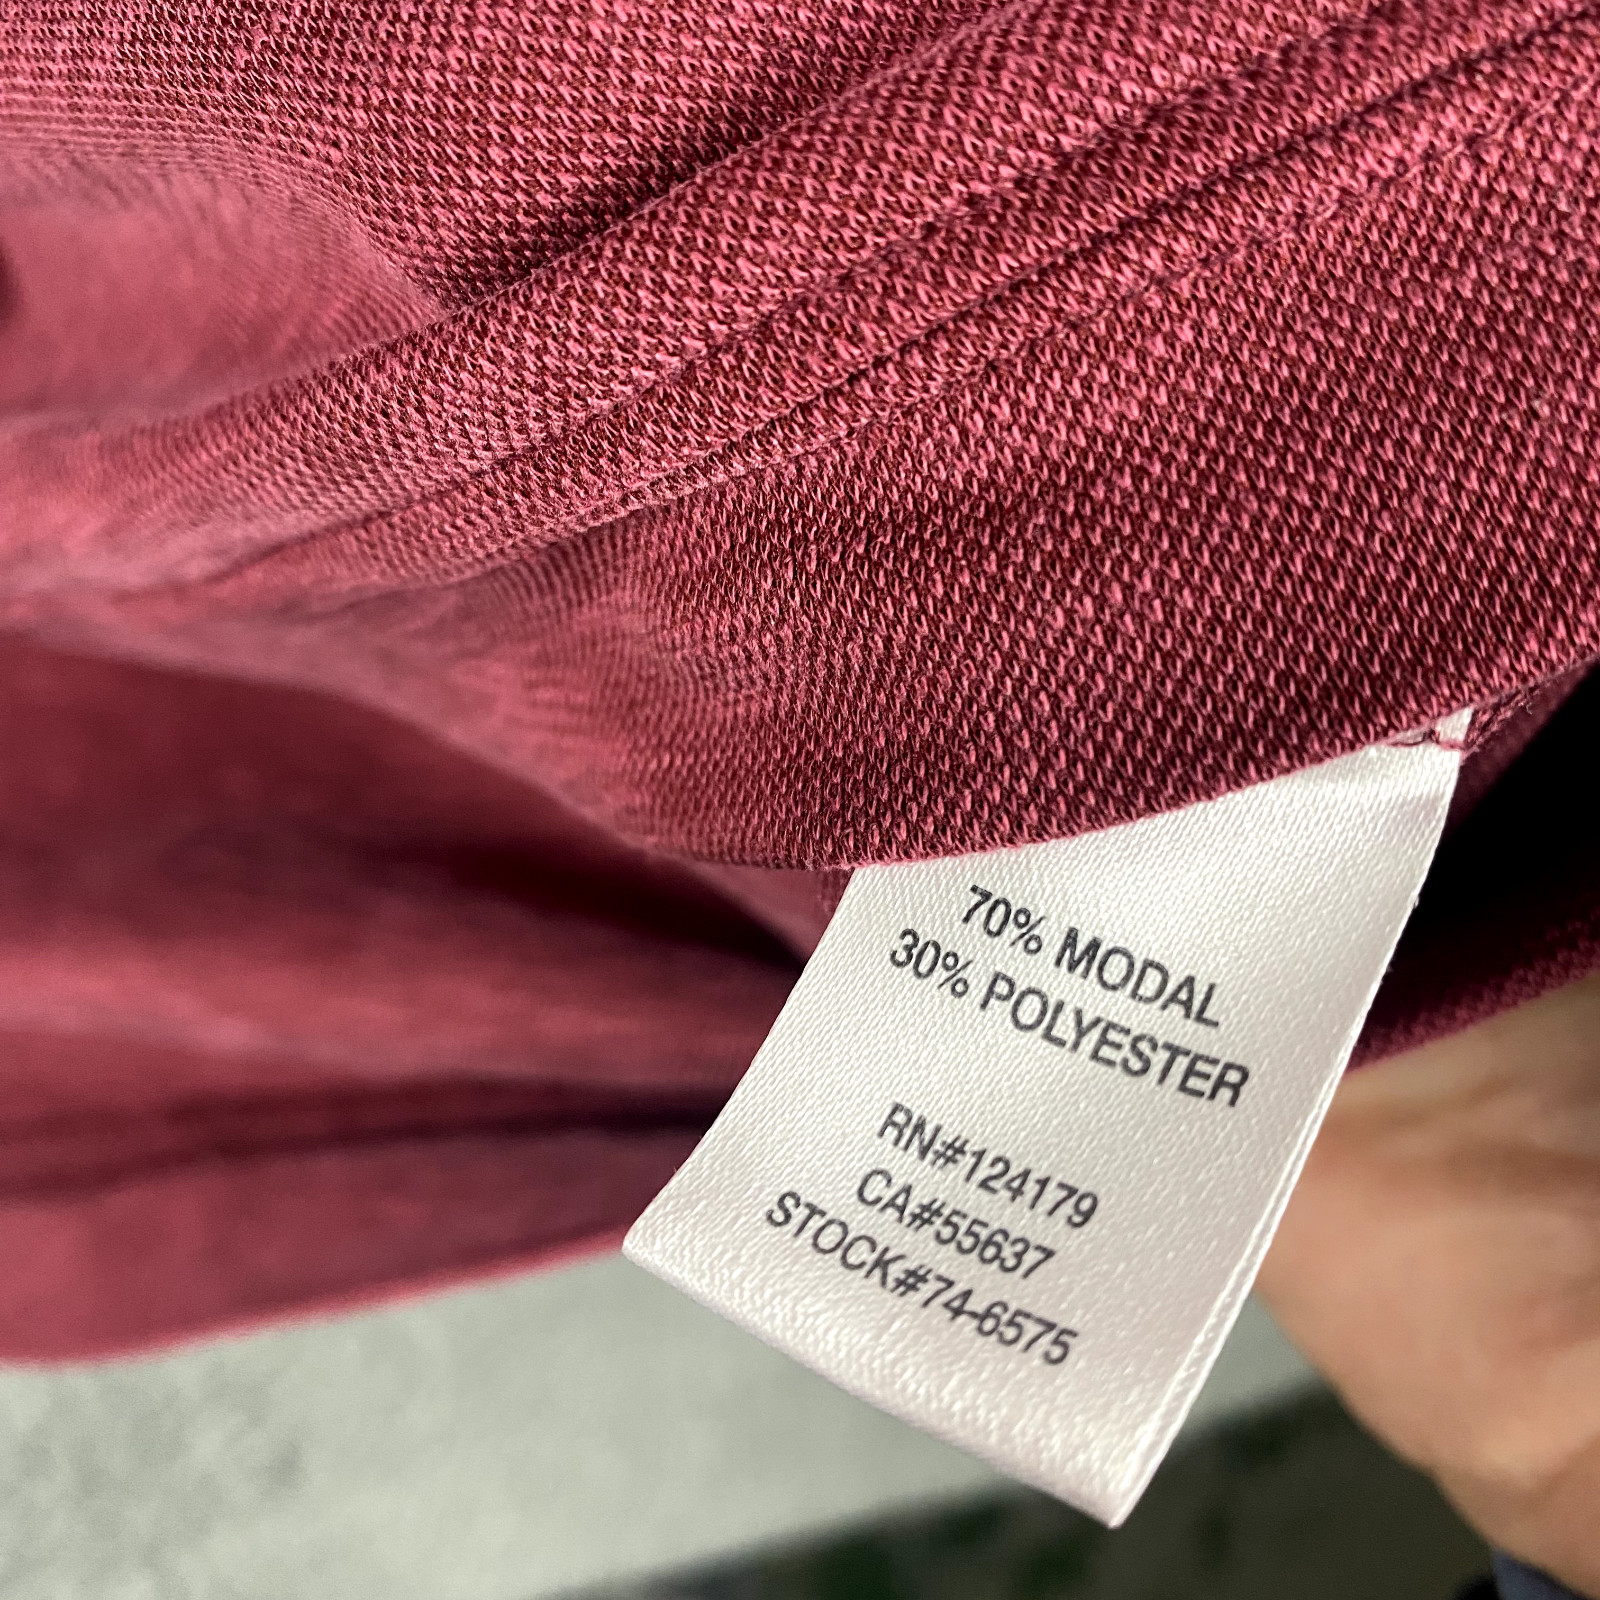 70% MODAL
30% POLYESTER
RN#124179
CA#55637
STOCK#74-6575